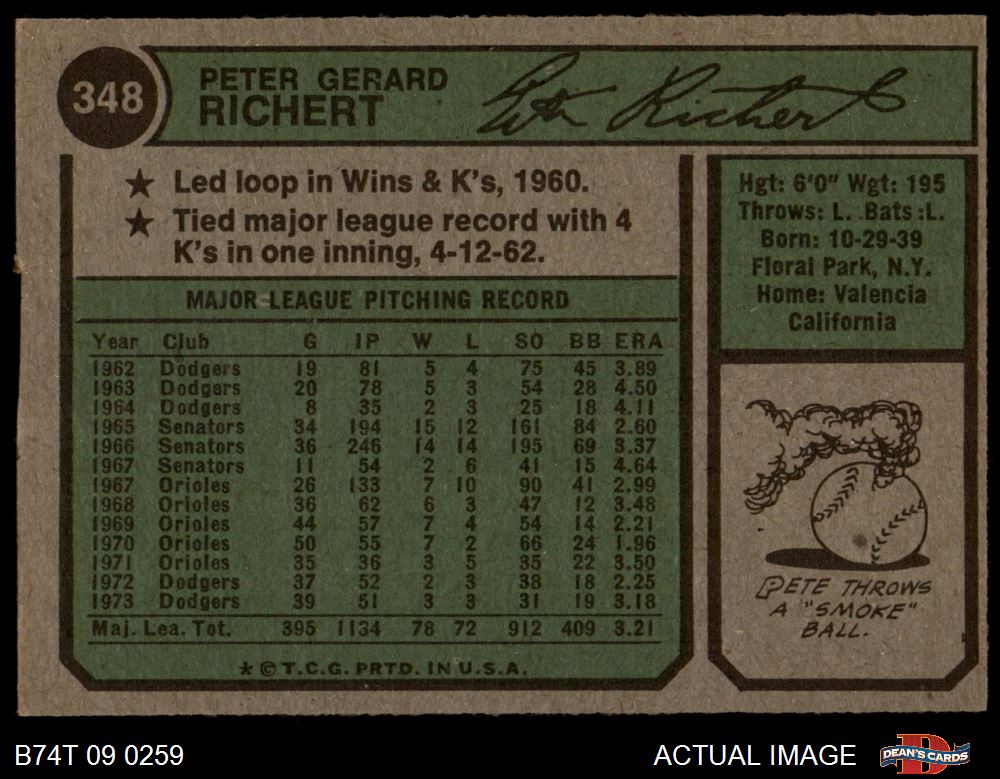 348
PETER GERARD
RICHERT
Pete Richert
★ Led loop in Wins & K's, 1960.
★ Tied major league record with 4
K's in one inning, 4-12-62.
MAJOR LEAGUE PITCHING RECORD
Year Club G IP W L SO BB ERA
1962 Dodgers 19 81 5 4 75 45 3.89
1963 Dodgers 20 78 5 3 54 28 4.50
1964 Dodgers 8 35 2 3 25 18 4.11
1965 Senators 34 194 15 12 161 84 2.60
1966 Senators 36 246 14 14 195 69 3.37
1967 Senators 11 54 2 6 41 15 4.64
1967 Orioles 26 133 7 10 90 41 2.99
1968 Orioles 36 62 6 3 47 12 3.48
1969 Orioles 44 57 7 4 54 14 2.21
1970 Orioles 50 55 7 2 66 24 1.96
1971 Orioles 35 36 3 5 35 22 3.50
1972 Dodgers 37 52 2 3 38 18 2.25
1973 Dodgers 39 51 3 3 31 19 3.18
Maj. Lea. Tot. 395 1134 78 72 912 409 3.21
* © T.C.G. PRTD. IN U.S.A.
Hgt: 6'0" Wgt: 195
Throws: L. Bats :L.
Born: 10-29-39
Floral Park, N.Y.
Home: Valencia
California
PETE THROWS
A "SMOKE"
BALL.
B74T 09 0259
ACTUAL IMAGE
DEAN'S CARDS